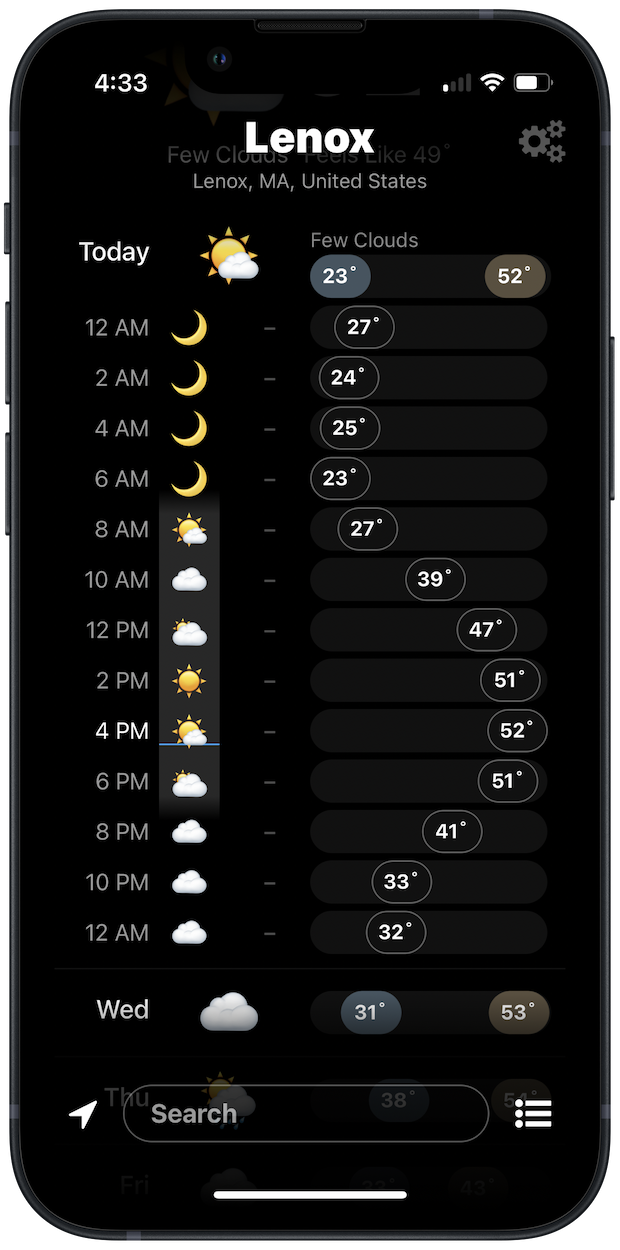 4:33
Lenox
Few Clouds Feels Like 49°
Lenox, MA, United States
Few Clouds
Today 23° 52°
12 AM – 27°
2 AM – 24°
4 AM – 25°
6 AM – 23°
8 AM – 27°
10 AM – 39°
12 PM – 47°
2 PM – 51°
4 PM – 52°
6 PM – 51°
8 PM – 41°
10 PM – 33°
12 AM – 32°
Wed 31° 53°
Thu 38° 54°
Search
Fri 43°